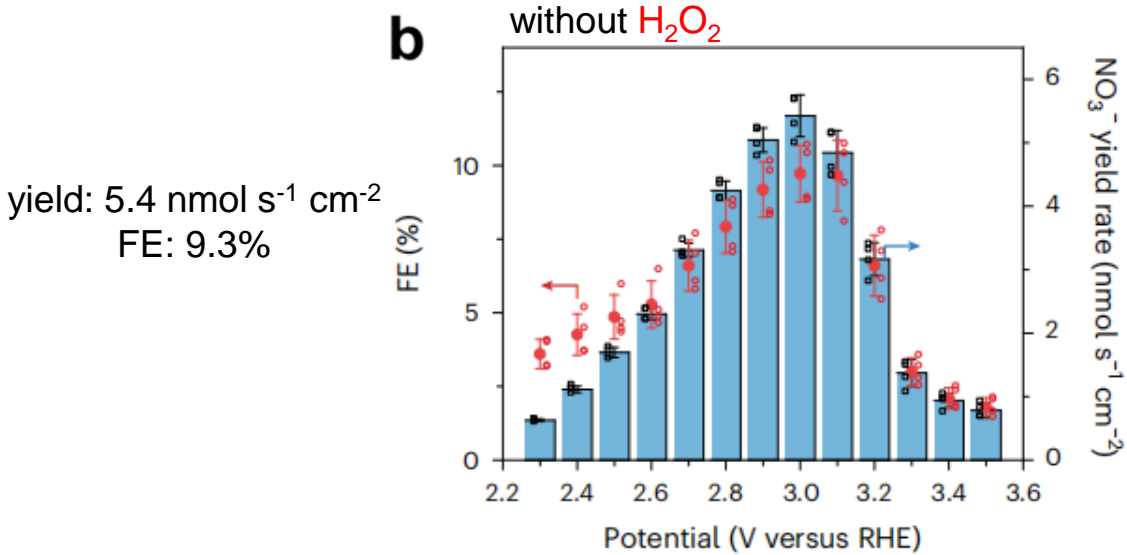 without H₂O₂
b
yield: 5.4 nmol s⁻¹ cm⁻²
FE: 9.3%
FE (%)
10
5
0
6
4
2
0
NO₃⁻ yield rate (nmol s⁻¹ cm⁻²)
2.2 2.4 2.6 2.8 3.0 3.2 3.4 3.6
Potential (V versus RHE)